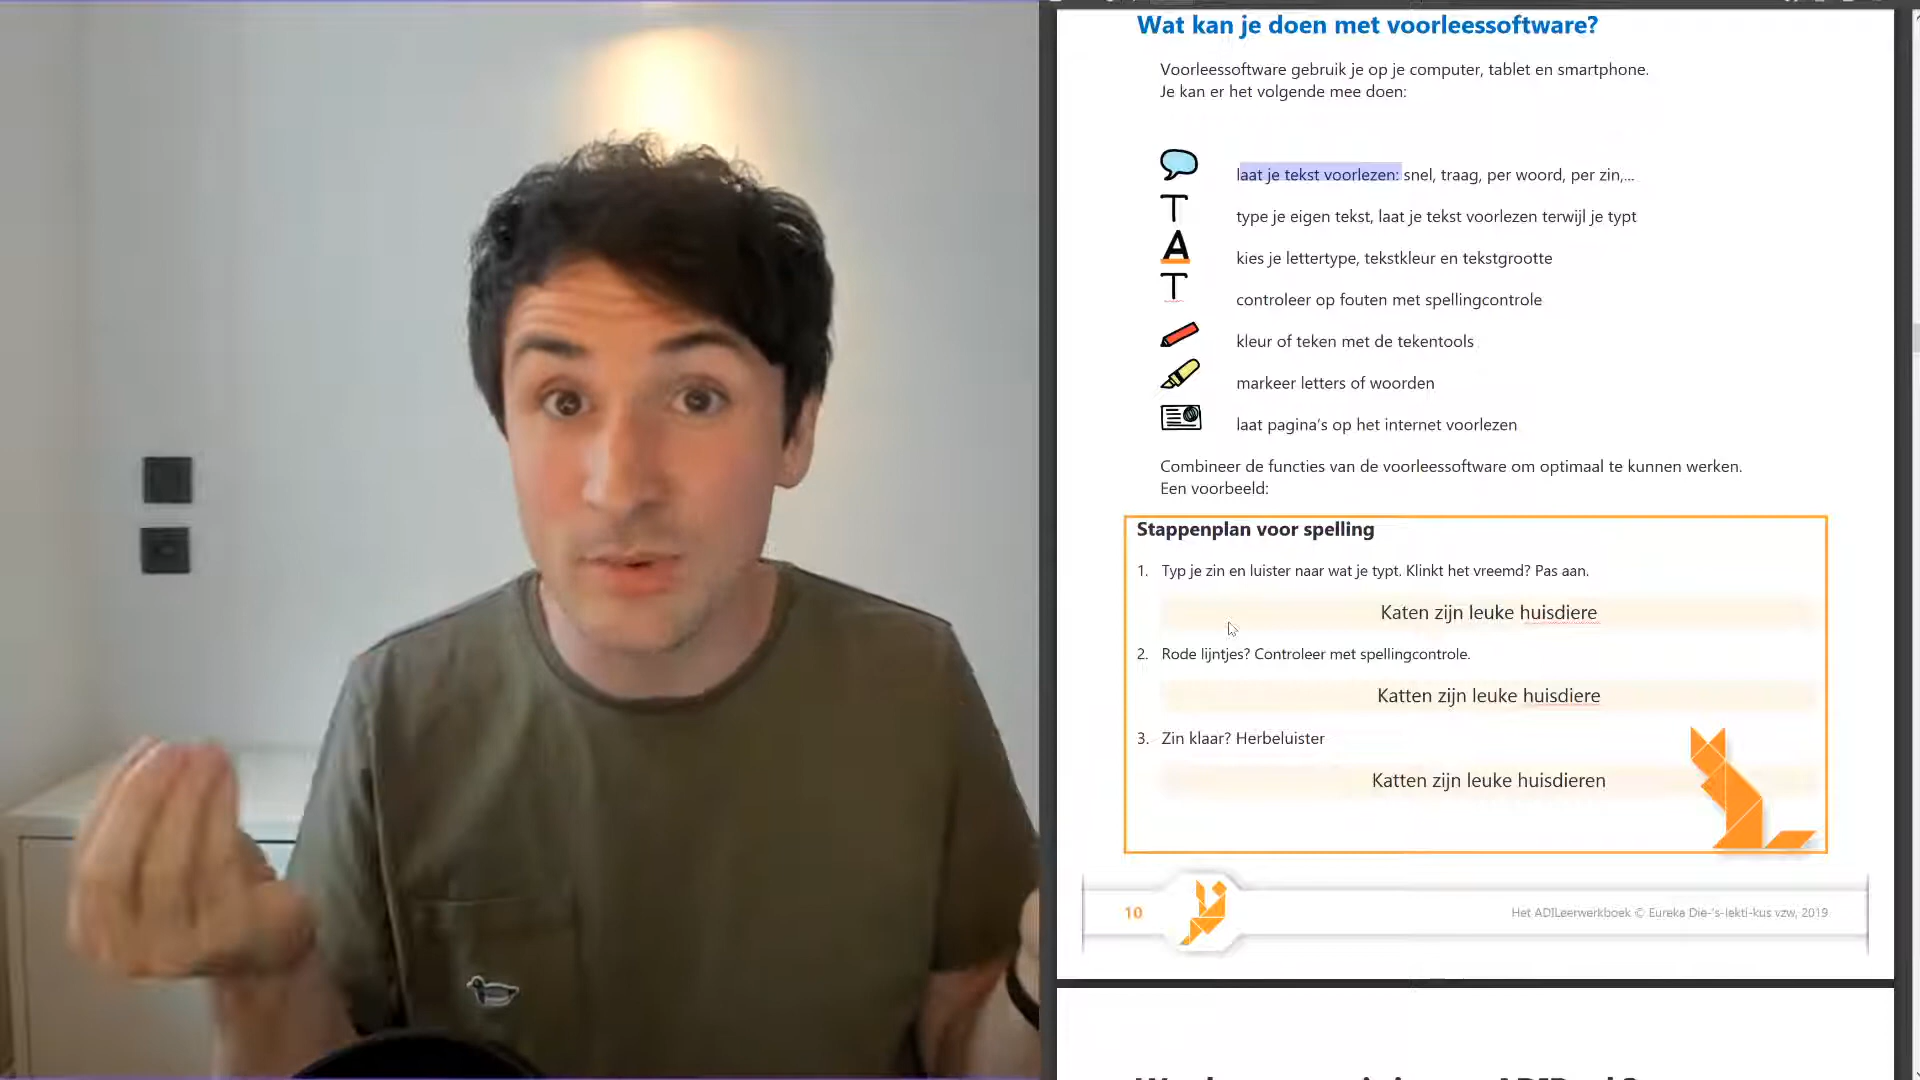 Wat kan je doen met voorleessoftware?
Voorleessoftware gebruik je op je computer, tablet en smartphone.
Je kan er het volgende mee doen:
laat je tekst voorlezen: snel, traag, per woord, per zin,...
type je eigen tekst, laat je tekst voorlezen terwijl je typt
kies je lettertype, tekstkleur en tekstgrootte
controleer op fouten met spellingcontrole
kleur of teken met de tekentools
markeer letters of woorden
laat pagina's op het internet voorlezen
Combineer de functies van de voorleessoftware om optimaal te kunnen werken.
Een voorbeeld:
Stappenplan voor spelling
1. Typ je zin en luister naar wat je typt. Klinkt het vreemd? Pas aan.
Katen zijn leuke huisdiere
2. Rode lijntjes? Controleer met spellingcontrole.
Katten zijn leuke huisdiere
3. Zin klaar? Herbeluister
Katten zijn leuke huisdieren
10
Het ADILeerwerkboek © Eureka Die-'s-lekti-kus vzw, 2019